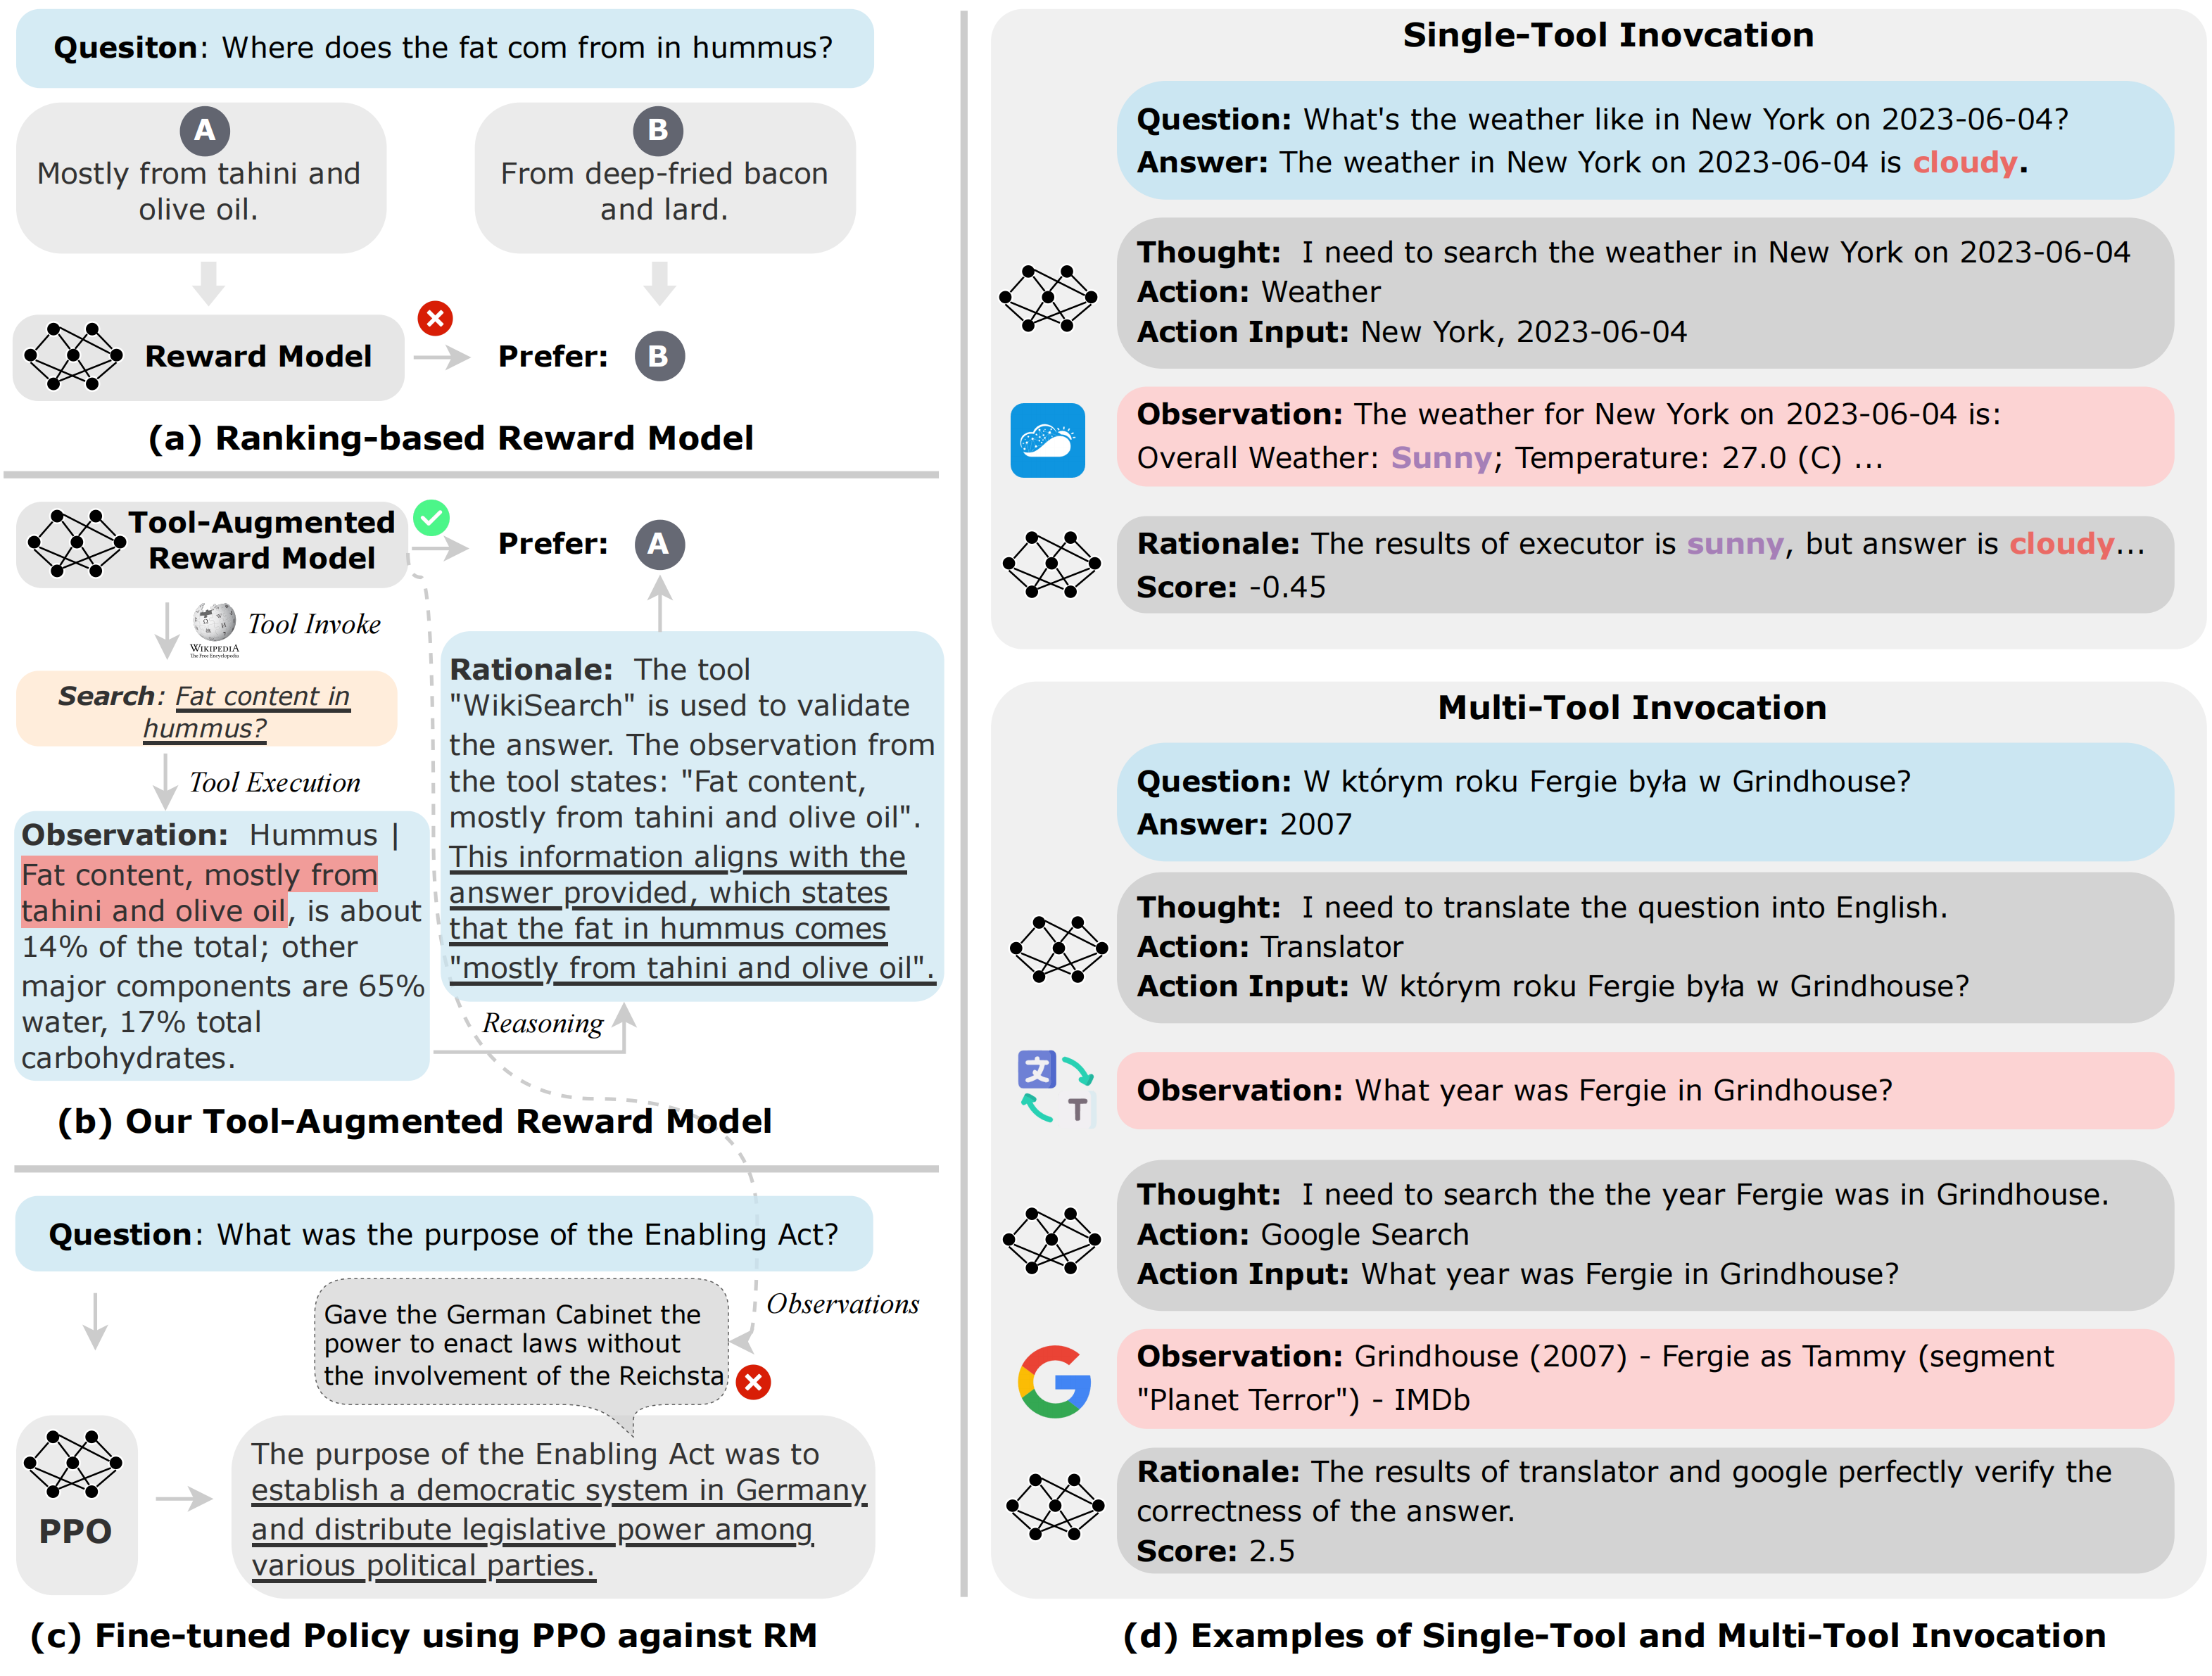 Quesiton: Where does the fat com from in hummus?
A
Mostly from tahini and
olive oil.
B
From deep-fried bacon
and lard.
Reward Model
Prefer: B
(a) Ranking-based Reward Model
Tool-Augmented
Reward Model
Prefer: A
WIKIPEDIA
The Free Encyclopedia
Tool Invoke
Search: Fat content in
hummus?
Tool Execution
Observation: Hummus |
Fat content, mostly from
tahini and olive oil, is about
14% of the total; other
major components are 65%
water, 17% total
carbohydrates.
Reasoning
Rationale: The tool
"WikiSearch" is used to validate
the answer. The observation from
the tool states: "Fat content,
mostly from tahini and olive oil".
This information aligns with the
answer provided, which states
that the fat in hummus comes
"mostly from tahini and olive oil".
(b) Our Tool-Augmented Reward Model
Question: What was the purpose of the Enabling Act?
Observations
Gave the German Cabinet the
power to enact laws without
the involvement of the Reichsta
PPO
The purpose of the Enabling Act was to
establish a democratic system in Germany
and distribute legislative power among
various political parties.
(c) Fine-tuned Policy using PPO against RM
Single-Tool Inovcation
Question: What's the weather like in New York on 2023-06-04?
Answer: The weather in New York on 2023-06-04 is cloudy.
Thought: I need to search the weather in New York on 2023-06-04
Action: Weather
Action Input: New York, 2023-06-04
Observation: The weather for New York on 2023-06-04 is:
Overall Weather: Sunny; Temperature: 27.0 (C) ...
Rationale: The results of executor is sunny, but answer is cloudy...
Score: -0.45
Multi-Tool Invocation
Question: W którym roku Fergie była w Grindhouse?
Answer: 2007
Thought: I need to translate the question into English.
Action: Translator
Action Input: W którym roku Fergie była w Grindhouse?
文
T
Observation: What year was Fergie in Grindhouse?
Thought: I need to search the the year Fergie was in Grindhouse.
Action: Google Search
Action Input: What year was Fergie in Grindhouse?
G
Observation: Grindhouse (2007) - Fergie as Tammy (segment
"Planet Terror") - IMDb
Rationale: The results of translator and google perfectly verify the
correctness of the answer.
Score: 2.5
(d) Examples of Single-Tool and Multi-Tool Invocation